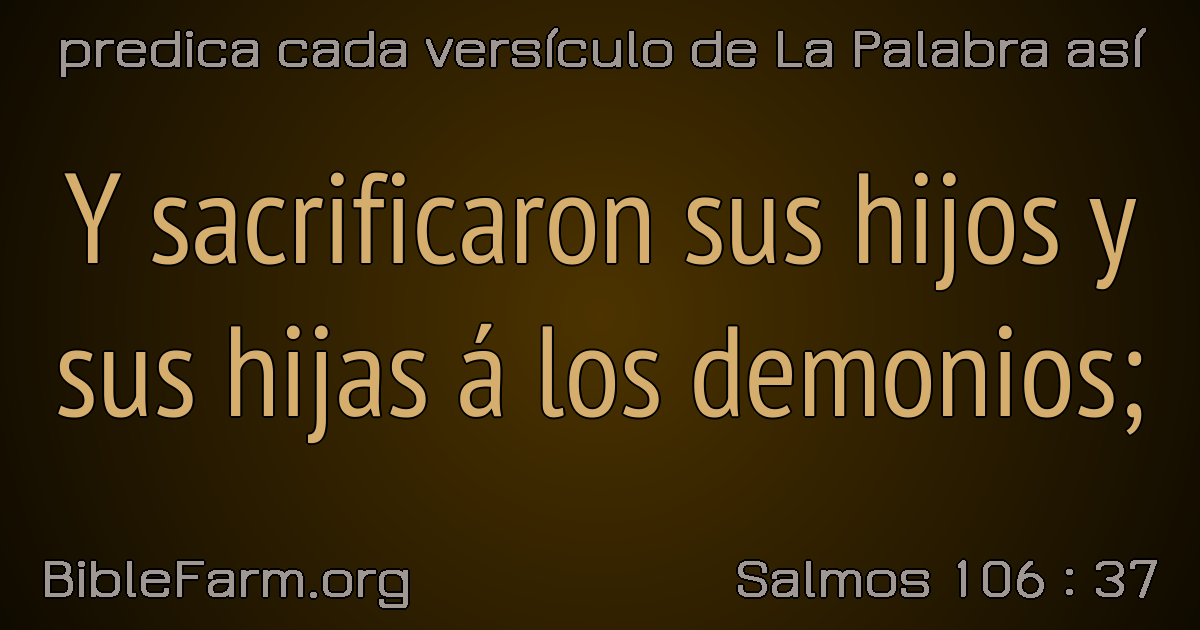 predica cada versículo de La Palabra así
Y sacrificaron sus hijos y
sus hijas á los demonios;
BibleFarm.org
Salmos 106 : 37